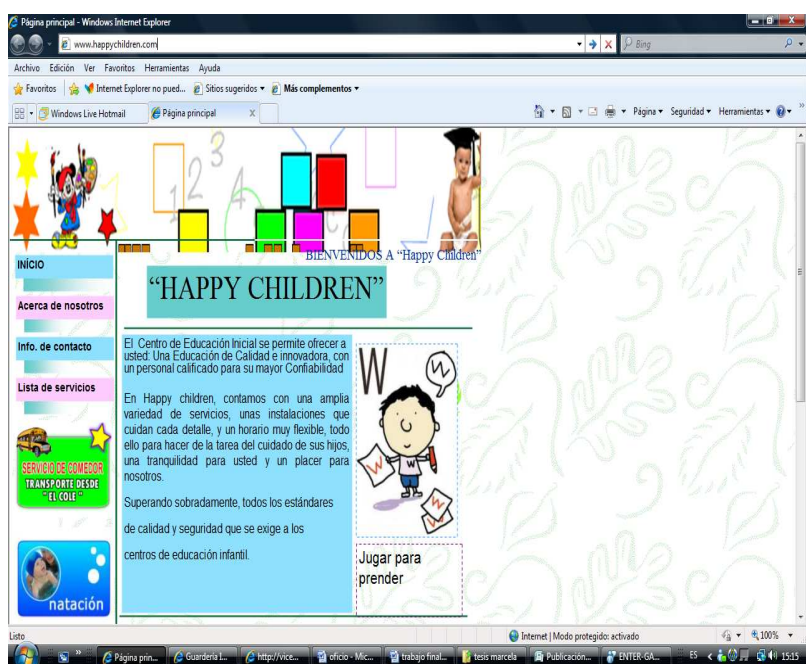 Página principal - Windows Internet Explorer
www.happychildren.com
Bing
Archivo Edición Ver Favoritos Herramientas Ayuda
Favoritos Internet Explorer no pued... Sitios sugeridos Más complementos
Windows Live Hotmail Página principal X Página Seguridad Herramientas
1 2 3 4
BIENVENIDOS A “Happy Children”
INÍCIO
“HAPPY CHILDREN”
Acerca de nosotros
Info. de contacto
Lista de servicios
SERVICIO DE COMEDOR
TRANSPORTE DESDE
"EL COLE"
natación
El Centro de Educación Inicial se permite ofrecer a
usted: Una Educación de Calidad e innovadora, con
un personal calificado para su mayor Confiabilidad
En Happy children, contamos con una amplia
variedad de servicios, unas instalaciones que
cuidan cada detalle, y un horario muy flexible, todo
ello para hacer de la tarea del cuidado de sus hijos,
una tranquilidad para usted y un placer para
nosotros.
Superando sobradamente, todos los estándares
de calidad y seguridad que se exige a los
centros de educación infantil.
W W
W
W
W W
Jugar para
prender
Listo Internet | Modo protegido: activado 100%
Página prin... Guardería I... http://vice... oficio - Mic... trabajo final... tesis marcela Publicación... ENTER-GA... ES 15:15